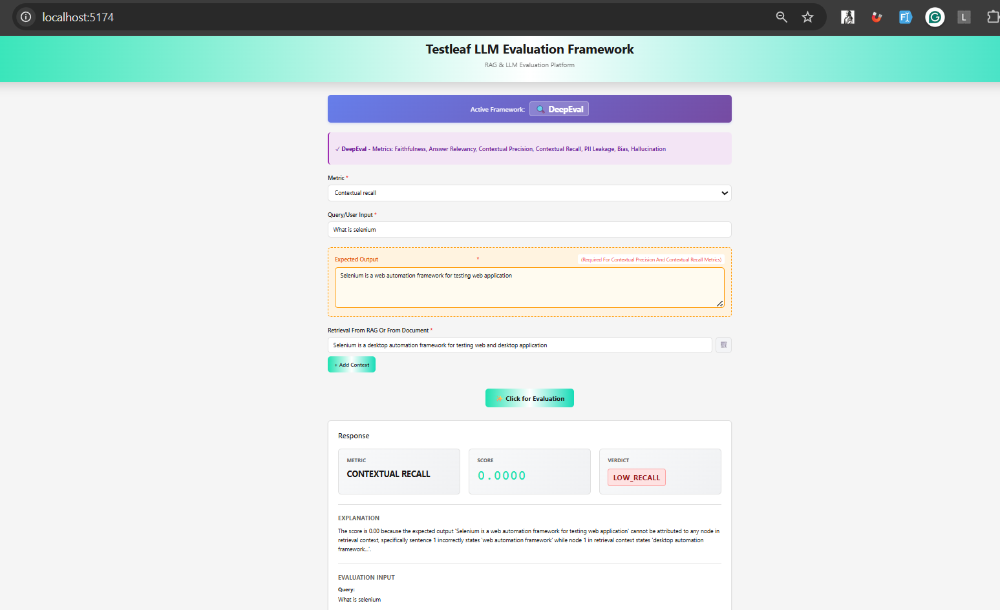 localhost:5174
L
Testleaf LLM Evaluation Framework
RAG & LLM Evaluation Platform
Active Framework: DeepEval
✓ DeepEval - Metrics: Faithfulness, Answer Relevancy, Contextual Precision, Contextual Recall, PII Leakage, Bias, Hallucination
Metric *
Contextual recall
Query/User Input *
What is selenium
Expected Output * (Required For Contextual Precision And Contextual Recall Metrics)
Selenium is a web automation framework for testing web application
Retrieval From RAG Or From Document *
Selenium is a desktop automation framework for testing web and desktop application
+ Add Context
Click for Evaluation
Response
METRIC
CONTEXTUAL RECALL
SCORE
0.0000
VERDICT
LOW_RECALL
EXPLANATION
The score is 0.00 because the expected output 'Selenium is a web automation framework for testing web application' cannot be attributed to any node in
retrieval context, specifically sentence 1 incorrectly states 'web automation framework' while node 1 in retrieval context states 'desktop automation
framework...'.
EVALUATION INPUT
Query:
What is selenium